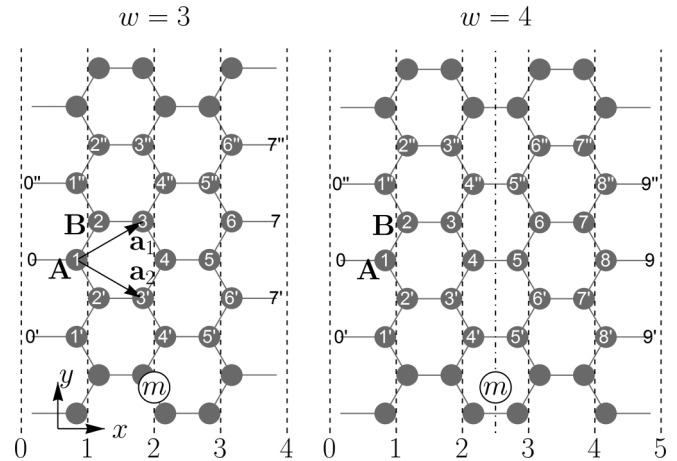 w = 3
w = 4
2'' 3'' 6'' 7''
2'' 3'' 6'' 7''
0'' 1'' 4'' 5''
0'' 1'' 4'' 5'' 8'' 9''
B 2 3 6 7
B 2 3 6 7
a1
0 1 4 5
A
0 1 4 5 8 9
A
a2
2' 3' 6' 7'
2' 3' 6' 7'
0' 1' 4' 5'
0' 1' 4' 5' 8' 9'
y
m
m
x
0 1 2 3 4
0 1 2 3 4 5